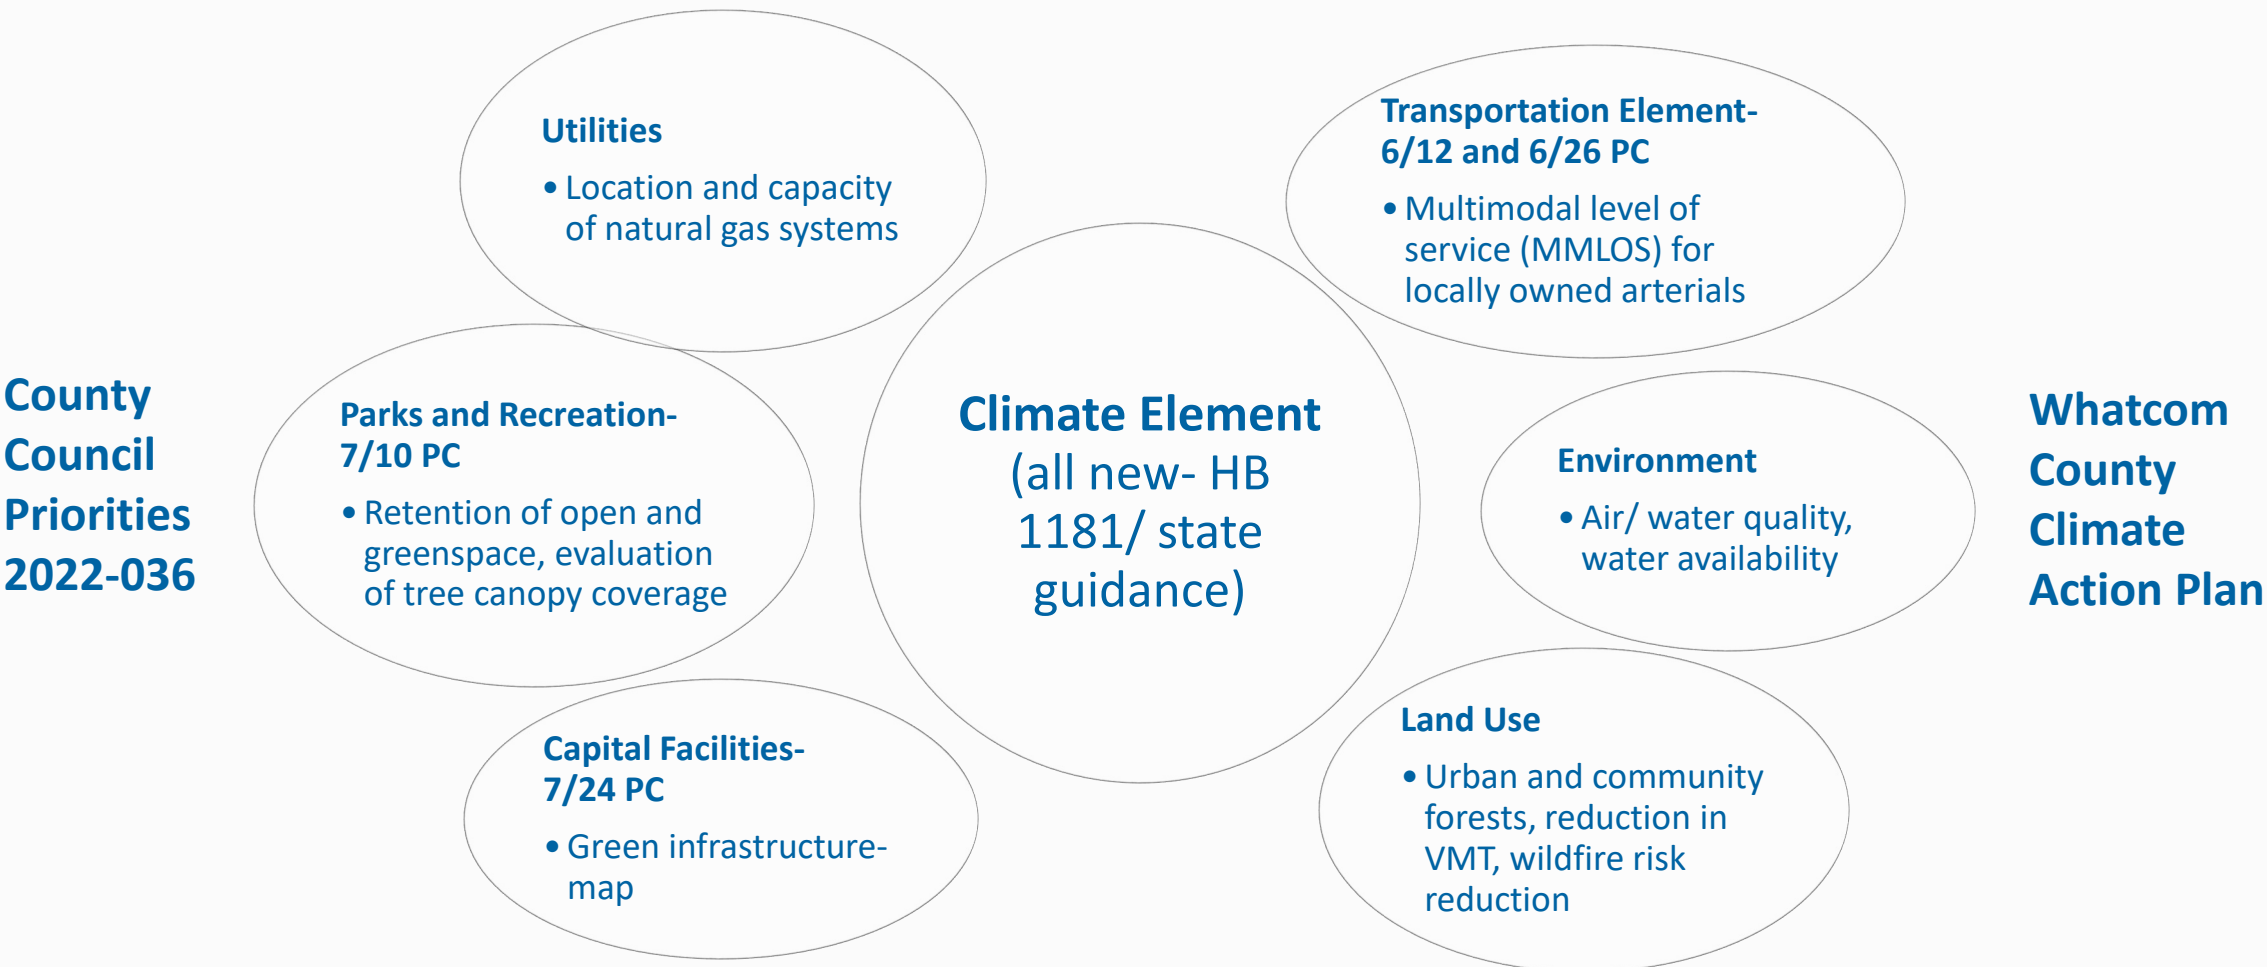 County
Council
Priorities
2022-036
Utilities
• Location and capacity
of natural gas systems
Parks and Recreation-
7/10 PC
• Retention of open and
greenspace, evaluation
of tree canopy coverage
Capital Facilities-
7/24 PC
• Green infrastructure-
map
Climate Element
(all new- HB
1181/ state
guidance)
Transportation Element-
6/12 and 6/26 PC
• Multimodal level of
service (MMLOS) for
locally owned arterials
Environment
• Air/ water quality,
water availability
Land Use
• Urban and community
forests, reduction in
VMT, wildfire risk
reduction
Whatcom
County
Climate
Action Plan